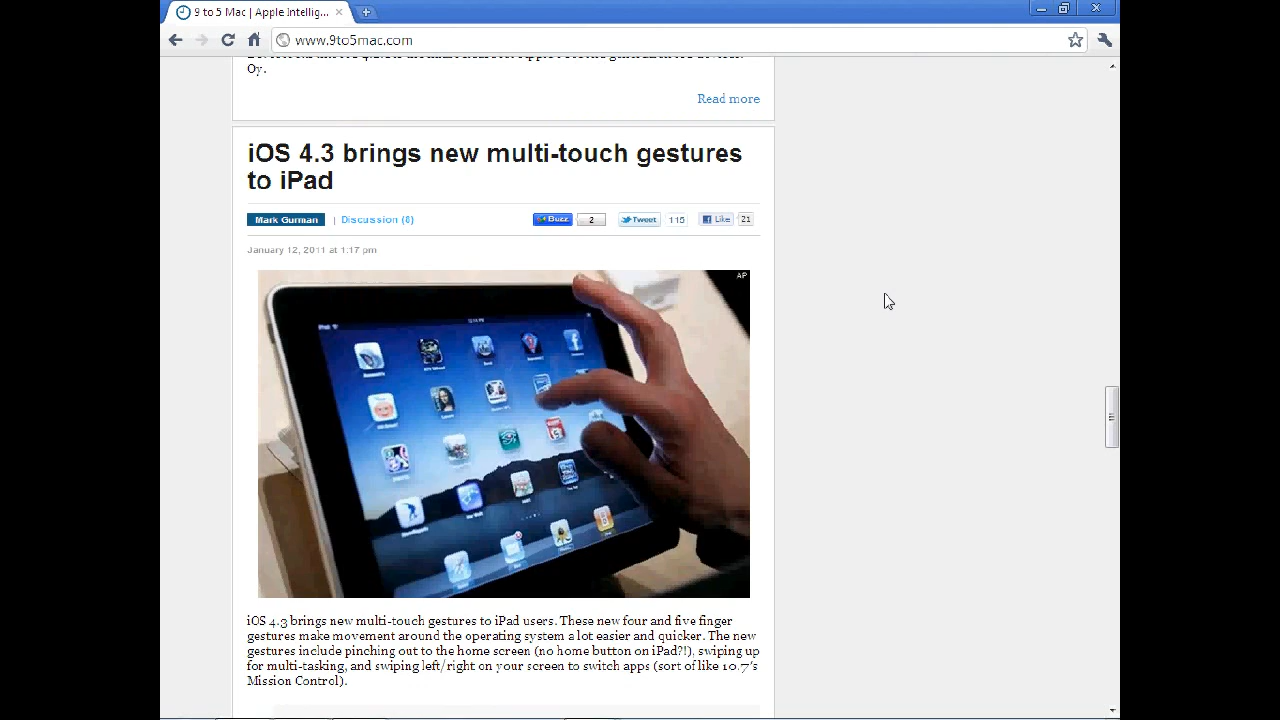 9 to 5 Mac | Apple Intellig...
www.9to5mac.com
Oy.
Read more
iOS 4.3 brings new multi-touch gestures
to iPad
Mark Gurman | Discussion (8)
Buzz 2 Tweet 115 Like 21
January 12, 2011 at 1:17 pm
AP
iOS 4.3 brings new multi-touch gestures to iPad users. These new four and five finger
gestures make movement around the operating system a lot easier and quicker. The new
gestures include pinching out to the home screen (no home button on iPad?!), swiping up
for multi-tasking, and swiping left/right on your screen to switch apps (sort of like 10.7's
Mission Control).